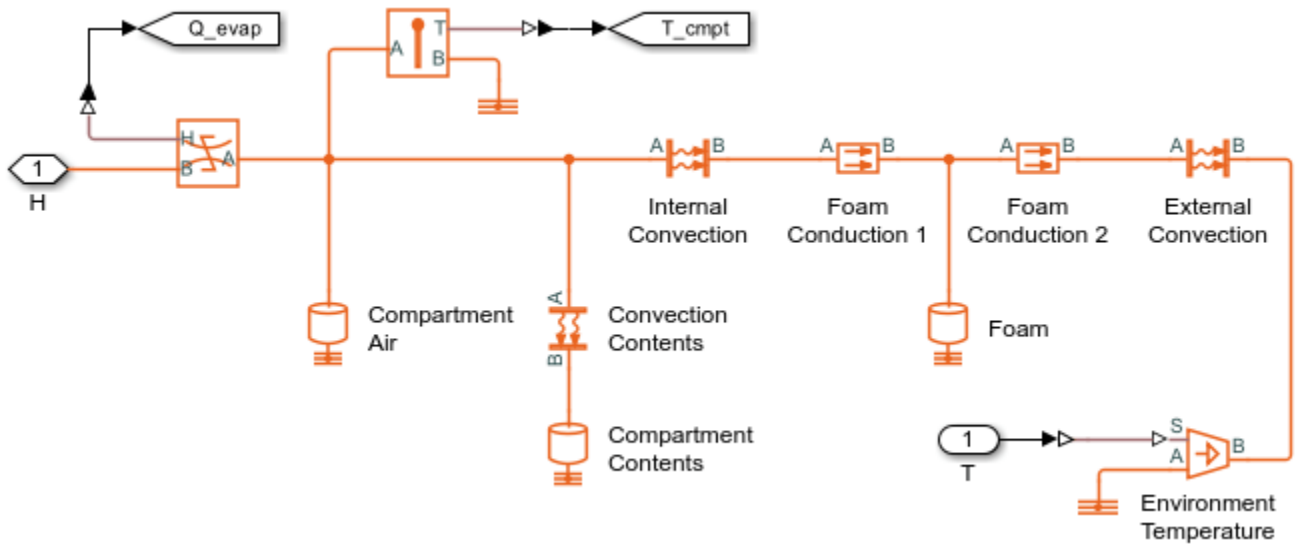 Q_evap
T_cmpt
A
T
B
H
B
A
1
H
A
B
A
B
A
B
A
B
Internal
Convection
Foam
Conduction 1
Foam
Conduction 2
External
Convection
Compartment
Air
A
B
Convection
Contents
Foam
Compartment
Contents
1
T
S
A
B
Environment
Temperature